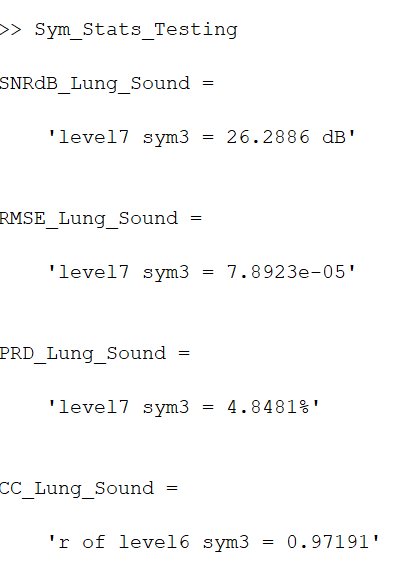 >> Sym_Stats_Testing
SNRdB_Lung_Sound =
'level7 sym3 = 26.2886 dB'
RMSE_Lung_Sound =
'level7 sym3 = 7.8923e-05'
PRD_Lung_Sound =
'level7 sym3 = 4.8481%'
CC_Lung_Sound =
'r of level6 sym3 = 0.97191'